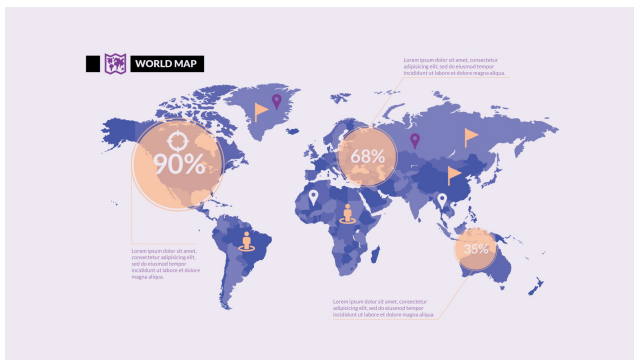 WORLD MAP
Lorem ipsum dolor sit amet, consectetur
adipisicing elit, sed do eiusmod tempor
incididunt ut labore et dolore magna aliqua.
90%
68%
35%
Lorem ipsum dolor sit amet,
consectetur adipisicing elit,
sed do eiusmod tempor
incididunt ut labore et dolore
magna aliqua.
Lorem ipsum dolor sit amet, consectetur
adipisicing elit, sed do eiusmod tempor
incididunt ut labore et dolore magna aliqua.